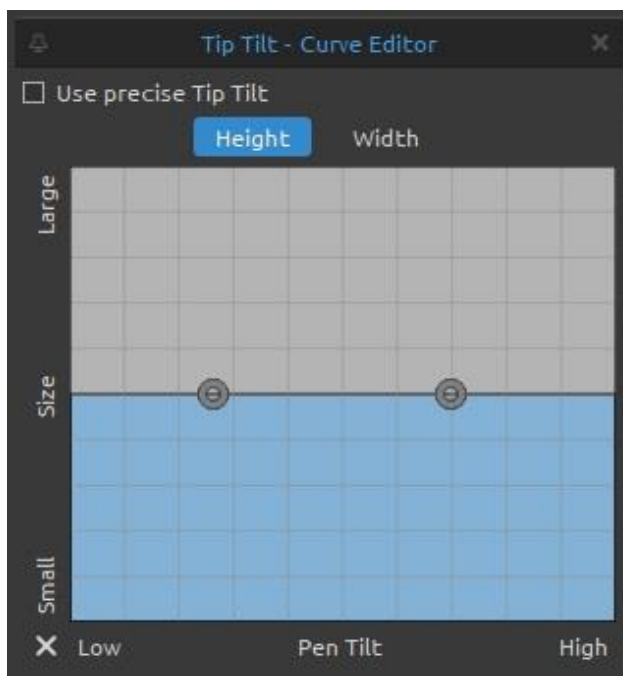 Tip Tilt - Curve Editor
Use precise Tip Tilt
Height Width
Large
Size
Small
Low Pen Tilt High